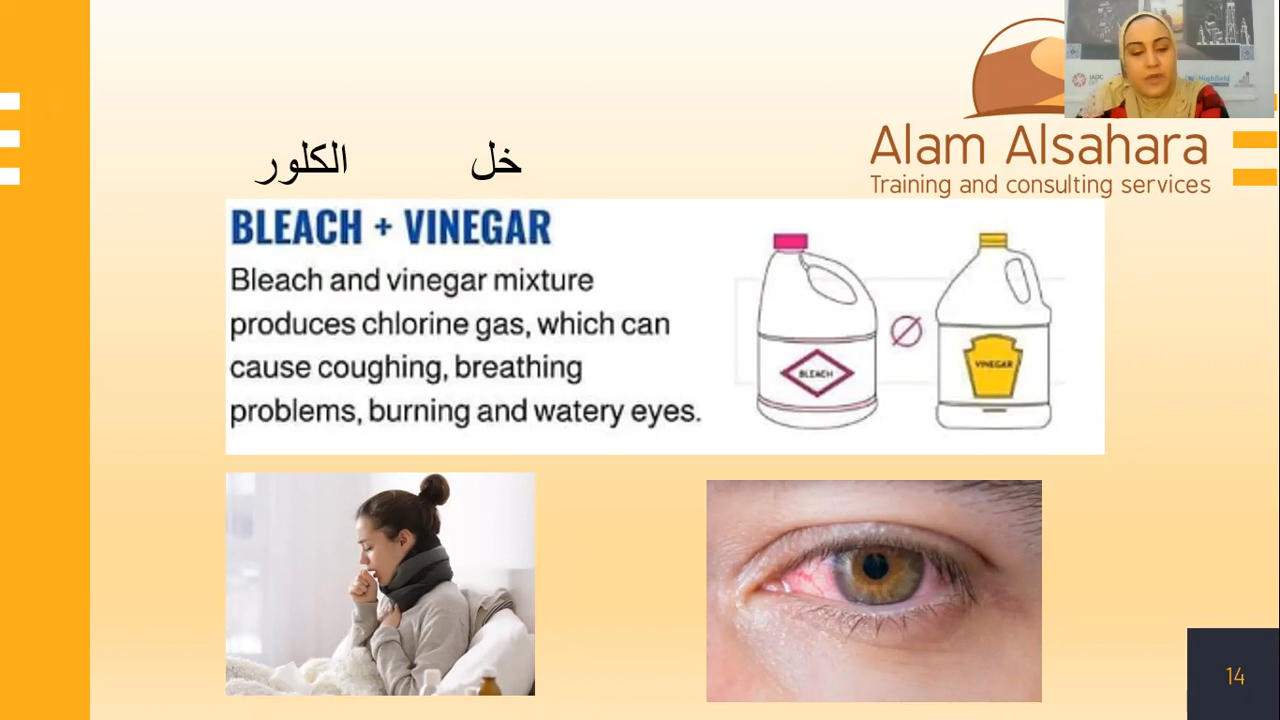 Alam Alsahara
Training and consulting services
الكلور
خل
BLEACH + VINEGAR
Bleach and vinegar mixture
produces chlorine gas, which can
cause coughing, breathing
problems, burning and watery eyes.
BLEACH
VINEGAR
Highfield
14